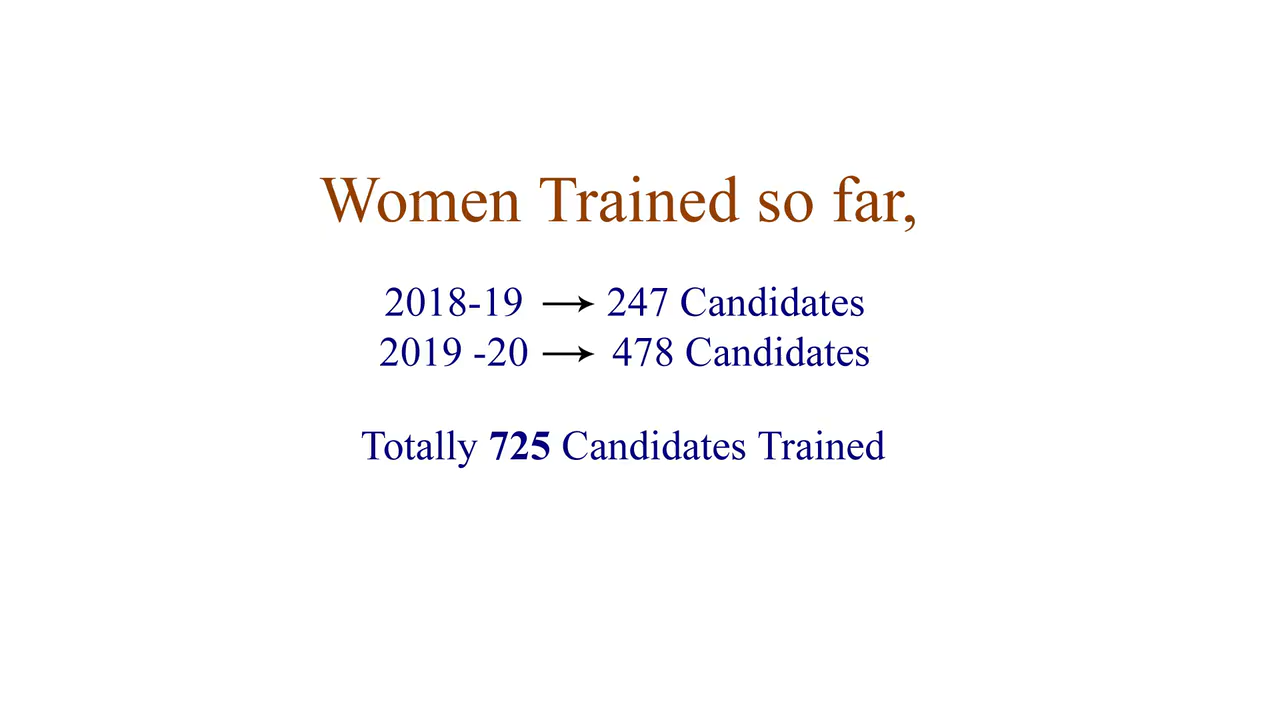 Women Trained so far,
2018-19 → 247 Candidates
2019 -20 → 478 Candidates
Totally 725 Candidates Trained